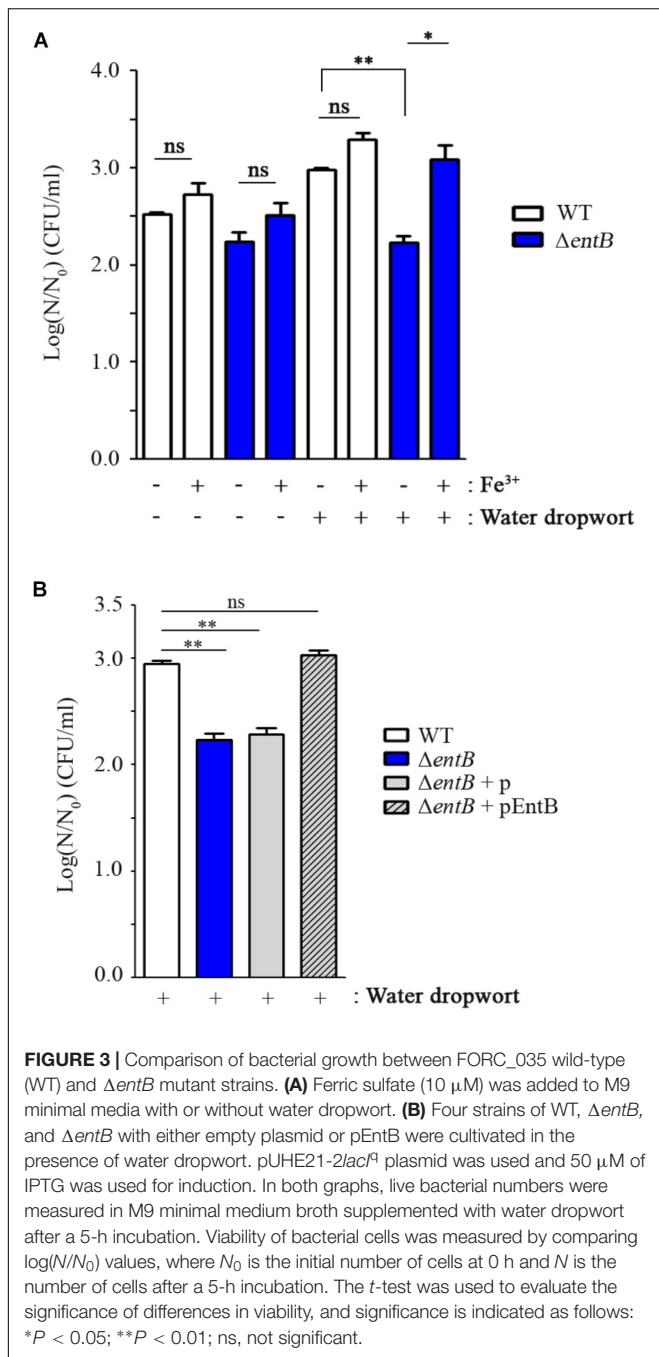 A
*
**
4.0
ns
3.0
ns
ns
2.0
1.0
0.0
Log(N/N₀) (CFU/ml)
WT
ΔentB
- + - + - + - + : Fe³⁺
- - - - + + + + : Water dropwort
B
3.5
ns
**
**
3.0
2.0
1.0
0.0
Log(N/N₀) (CFU/ml)
WT
ΔentB
ΔentB + p
ΔentB + pEntB
+ + + + : Water dropwort
FIGURE 3 | Comparison of bacterial growth between FORC_035 wild-type
(WT) and ΔentB mutant strains. (A) Ferric sulfate (10 μM) was added to M9
minimal media with or without water dropwort. (B) Four strains of WT, ΔentB,
and ΔentB with either empty plasmid or pEntB were cultivated in the
presence of water dropwort. pUHE21-2lacI^q plasmid was used and 50 μM of
IPTG was used for induction. In both graphs, live bacterial numbers were
measured in M9 minimal medium broth supplemented with water dropwort
after a 5-h incubation. Viability of bacterial cells was measured by comparing
log(N/N₀) values, where N₀ is the initial number of cells at 0 h and N is the
number of cells after a 5-h incubation. The t-test was used to evaluate the
significance of differences in viability, and significance is indicated as follows:
*P < 0.05; **P < 0.01; ns, not significant.